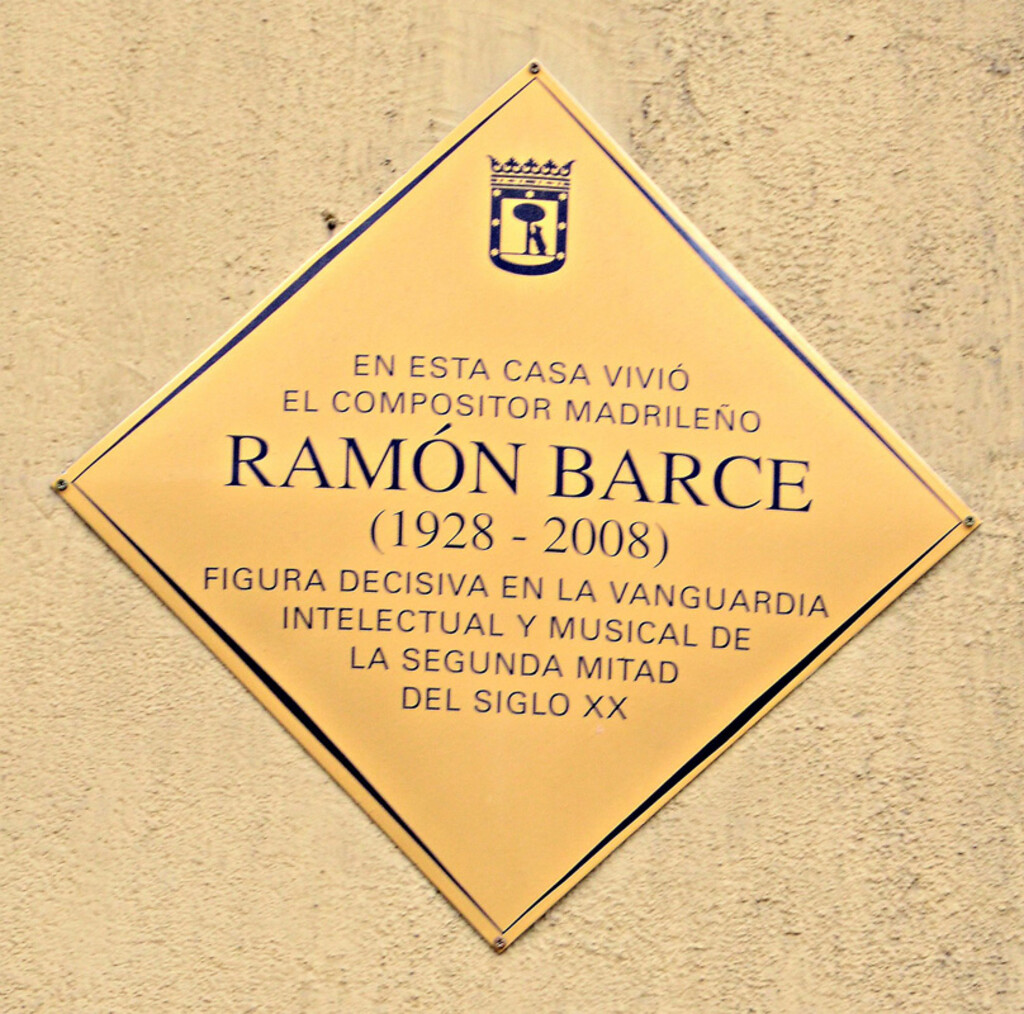 EN ESTA CASA VIVIÓ
EL COMPOSITOR MADRILEÑO
RAMÓN BARCE
(1928 - 2008)
FIGURA DECISIVA EN LA VANGUARDIA
INTELECTUAL Y MUSICAL DE
LA SEGUNDA MITAD
DEL SIGLO XX